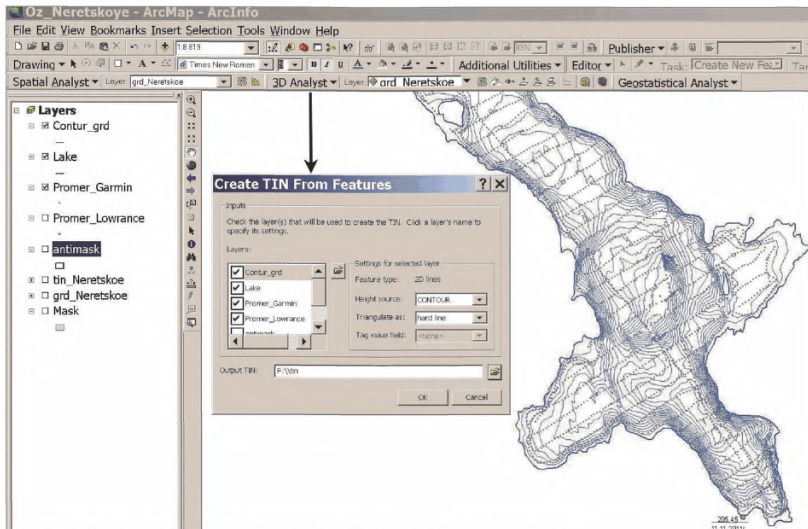 Oz_Neretskoye - ArcMap - ArcInfo
File Edit View Bookmarks Insert Selection Tools Window Help
1:8 819
83%
Publisher
Drawing
Times New Roman
B I U A
Additional Utilities
Editor
Task: Create New Fea
Tar
Spatial Analyst
Layer: grd_Neretskoe
3D Analyst
Layer: grd_Neretskoe
Geostatistical Analyst
Layers
Contur_grd
Lake
Promer_Garmin
Promer_Lowrance
antimask
tin_Neretskoe
grd_Neretskoe
Mask
Create TIN From Features
Inputs
Check the layer(s) that will be used to create the TIN. Click a layer's name to
specify its settings.
Layers:
Contur_grd
Lake
Promer_Garmin
Promer_Lowrance
antimask
Settings for selected layer
Feature type: 2D lines
Height source: CONTOUR
Triangulate as: hard line
Tag value field: <None>
Output TIN: F:\\tin
OK Cancel
206.45